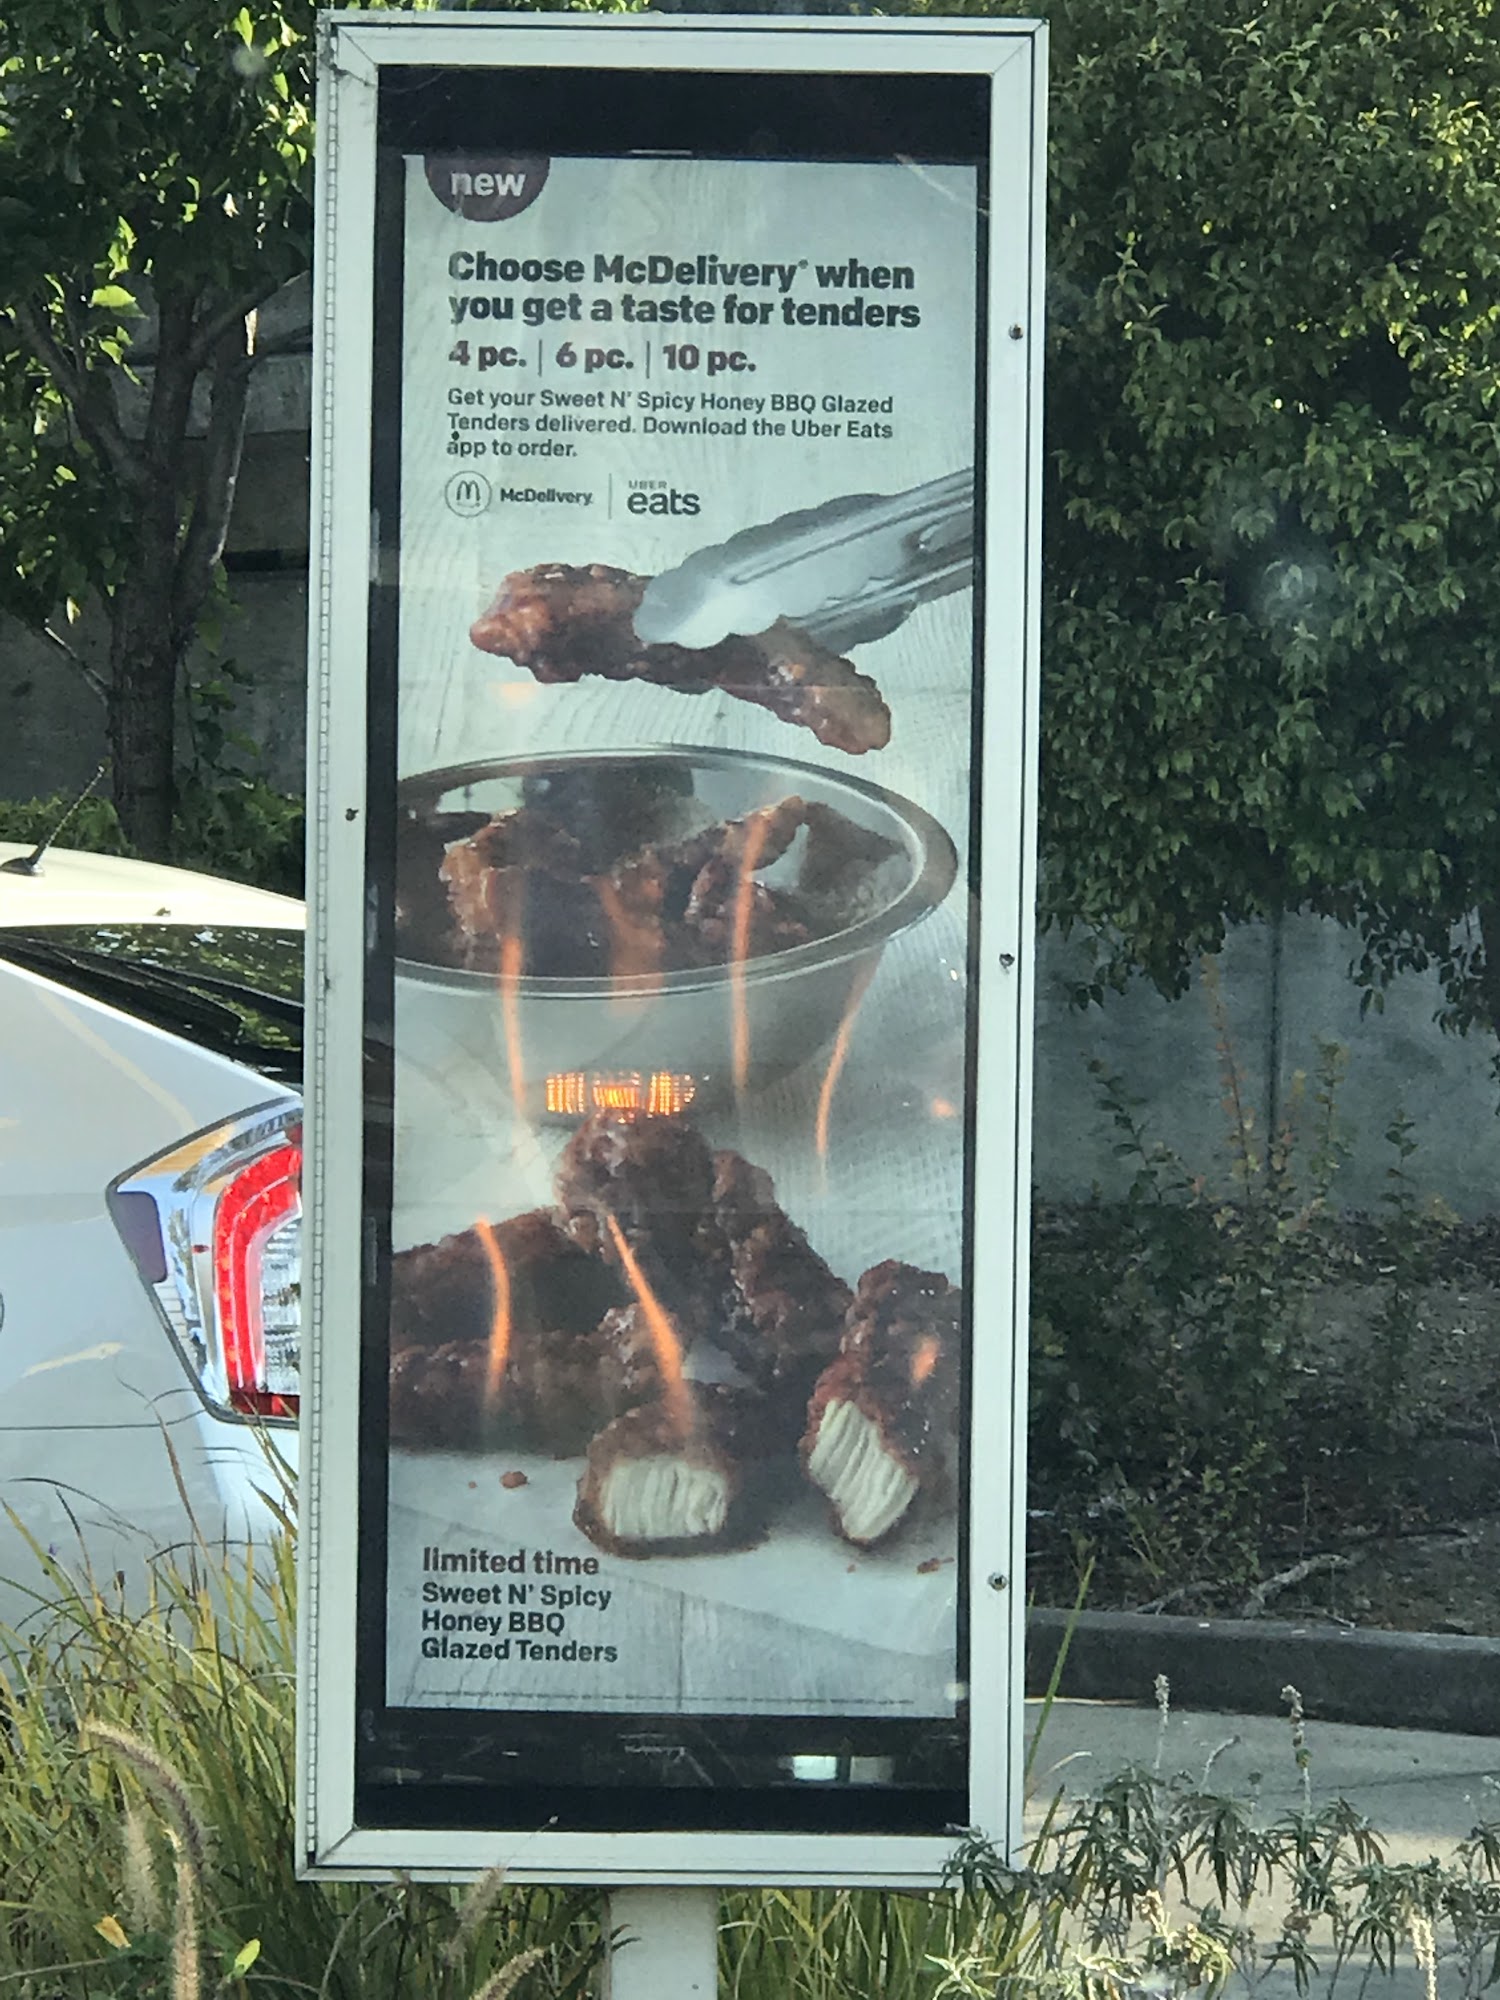 new
Choose McDelivery® when
you get a taste for tenders
4 pc. | 6 pc. | 10 pc.
Get your Sweet N' Spicy Honey BBQ Glazed
Tenders delivered. Download the Uber Eats
app to order.
McDelivery | UBER eats
limited time
Sweet N' Spicy
Honey BBQ
Glazed Tenders